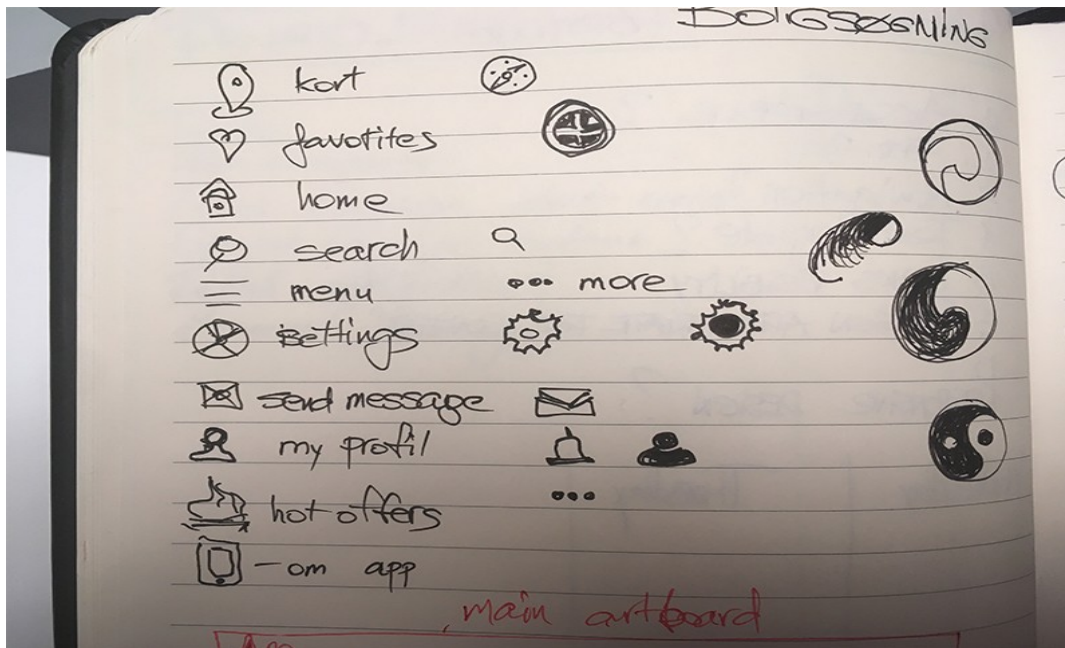 BOLIGSØGNING
kort
favorites
home
search
menu
••• more
settings
send message
my profil
•••
hot offers
- om app
main artboard